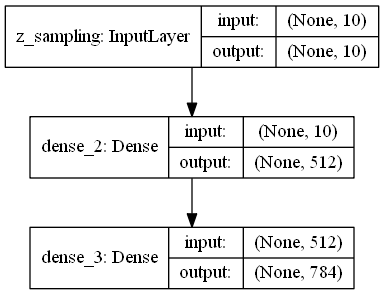 z_sampling: InputLayer
input: (None, 10)
output: (None, 10)
dense_2: Dense
input: (None, 10)
output: (None, 512)
dense_3: Dense
input: (None, 512)
output: (None, 784)